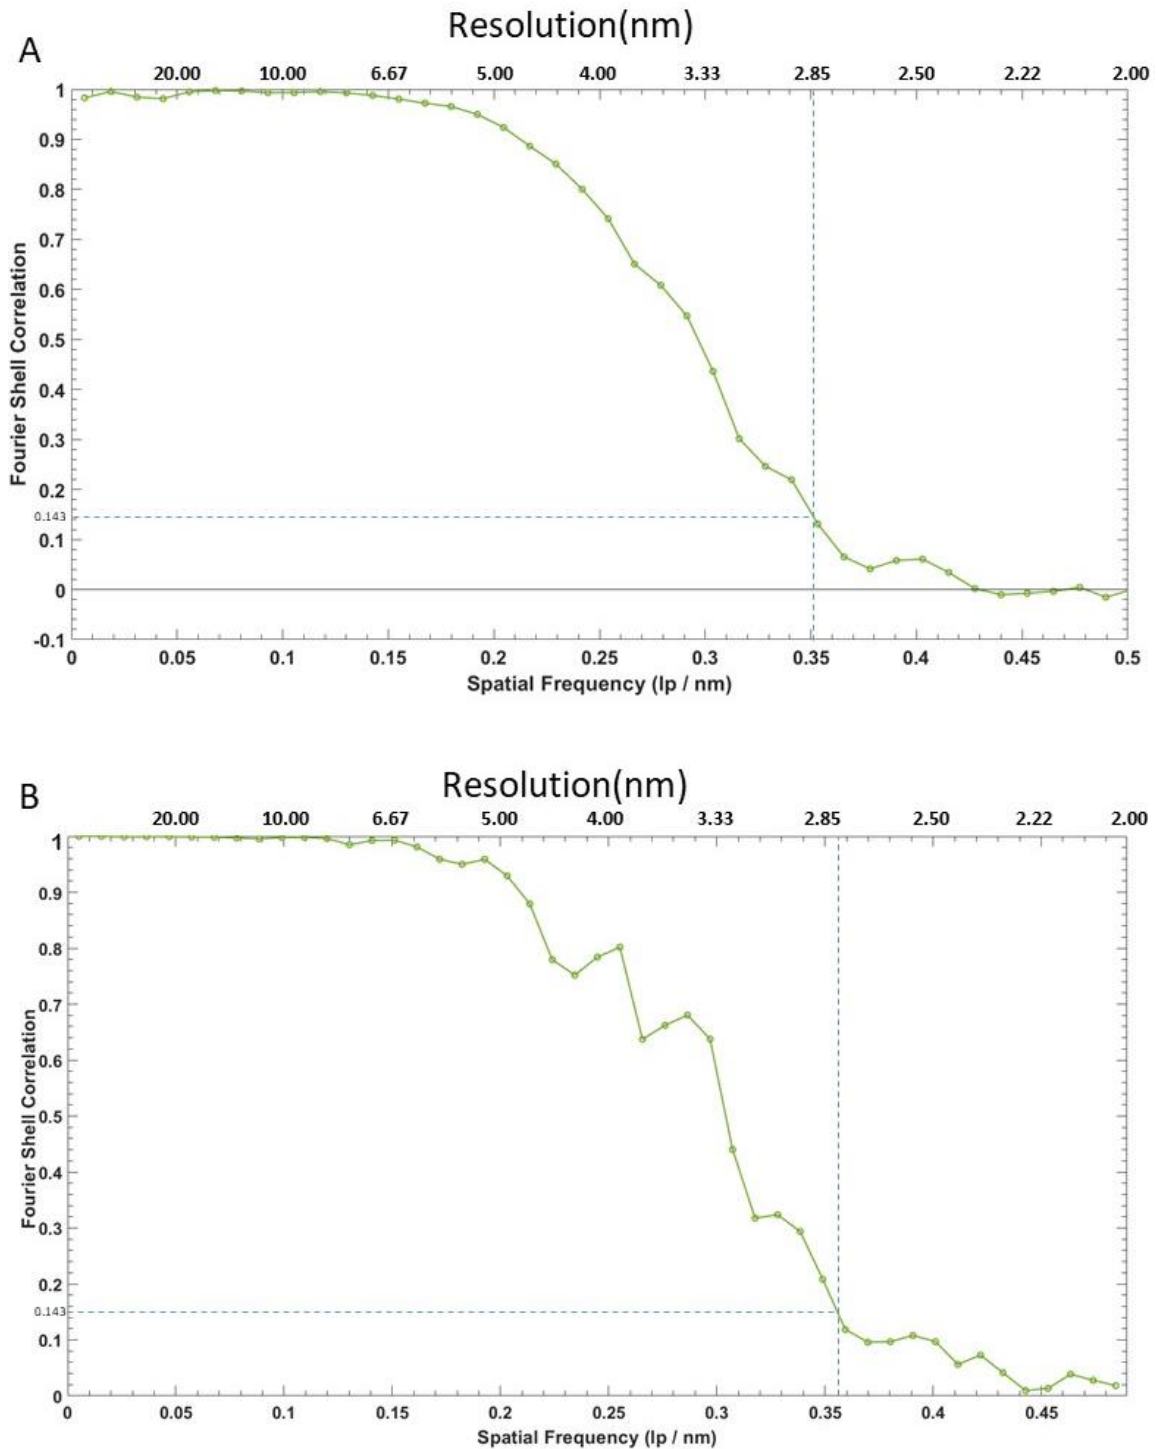 Resolution(nm)
A
20.00 10.00 6.67 5.00 4.00 3.33 2.85 2.50 2.22 2.00
1
0.9
0.8
0.7
0.6
0.5
0.4
0.3
0.2
0.143
0.1
0
-0.1
Fourier Shell Correlation
0 0.05 0.1 0.15 0.2 0.25 0.3 0.35 0.4 0.45 0.5
Spatial Frequency (lp / nm)
Resolution(nm)
B
20.00 10.00 6.67 5.00 4.00 3.33 2.85 2.50 2.22 2.00
1
0.9
0.8
0.7
0.6
0.5
0.4
0.3
0.2
0.143
0.1
0
Fourier Shell Correlation
0 0.05 0.1 0.15 0.2 0.25 0.3 0.35 0.4 0.45
Spatial Frequency (lp / nm)